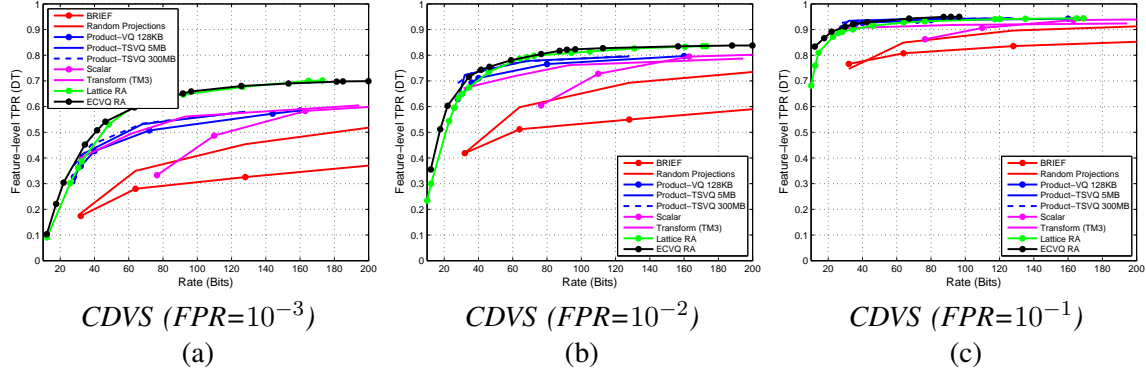 1
0.9
0.8
0.7
0.6
0.5
0.4
0.3
0.2
0.1
0
Feature−level TPR (DT)
20 40 60 80 100 120 140 160 180 200
Rate (Bits)
BRIEF
Random Projections
Product−VQ 128KB
Product−TSVQ 5MB
Product−TSVQ 300MB
Scalar
Transform (TM3)
Lattice RA
ECVQ RA
CDVS (FPR=10⁻³)
(a)
1
0.9
0.8
0.7
0.6
0.5
0.4
0.3
0.2
0.1
0
Feature−level TPR (DT)
20 40 60 80 100 120 140 160 180 200
Rate (Bits)
BRIEF
Random Projections
Product−VQ 128KB
Product−TSVQ 5MB
Product−TSVQ 300MB
Scalar
Transform (TM3)
Lattice RA
ECVQ RA
CDVS (FPR=10⁻²)
(b)
1
0.9
0.8
0.7
0.6
0.5
0.4
0.3
0.2
0.1
0
Feature−level TPR (DT)
20 40 60 80 100 120 140 160 180 200
Rate (Bits)
BRIEF
Random Projections
Product−VQ 128KB
Product−TSVQ 5MB
Product−TSVQ 300MB
Scalar
Transform (TM3)
Lattice RA
ECVQ RA
CDVS (FPR=10⁻¹)
(c)